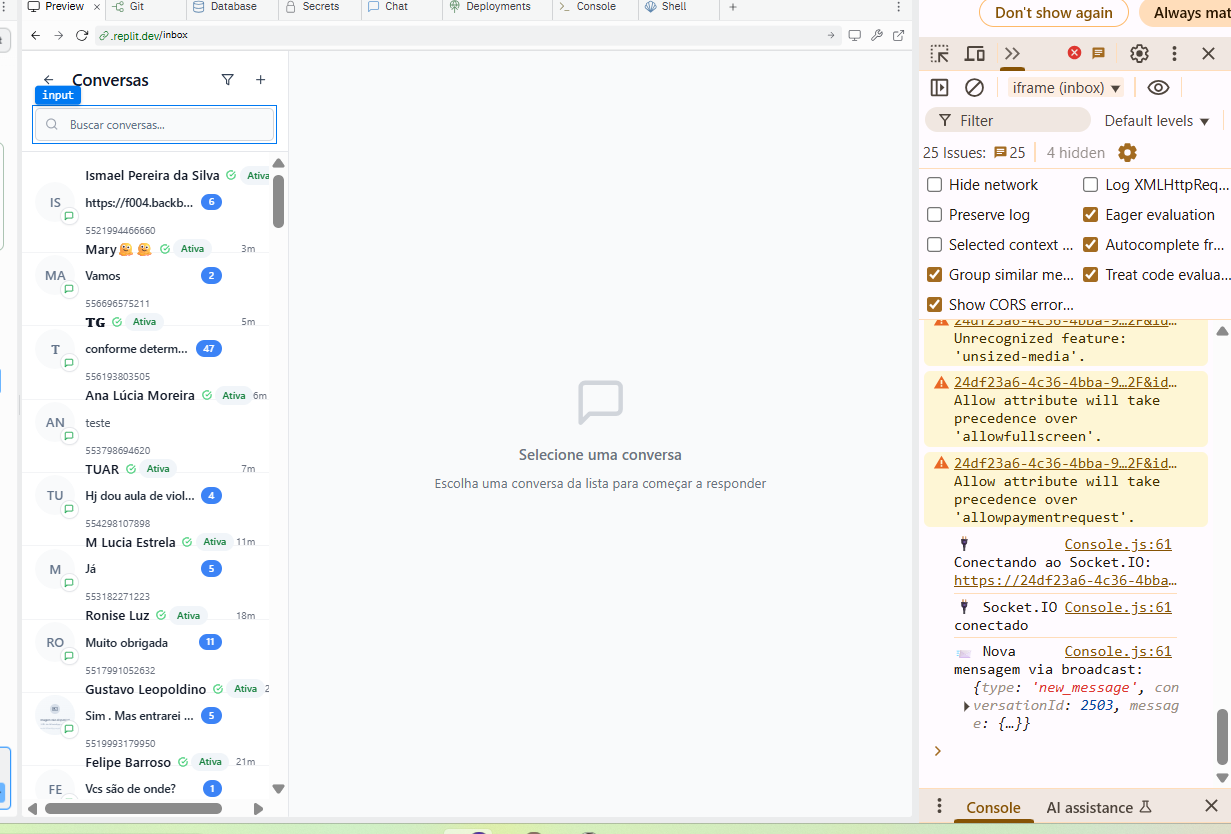 Preview
Git
Database
Secrets
Chat
Deployments
Console
Shell
.replit.dev/inbox
Conversas
input
Buscar conversas...
Ismael Pereira da Silva Ativa
IS
https://f004.backb... 6
5521994466660
Mary🤗 🤗 Ativa 3m
MA
Vamos 2
556696575211
TG Ativa 5m
T
conforme determ... 47
556193803505
Ana Lúcia Moreira Ativa 6m
AN
teste
553798694620
TUAR Ativa 7m
TU
Hj dou aula de viol... 4
554298107898
M Lucia Estrela Ativa 11m
M
Já 5
553182271223
Ronise Luz Ativa 18m
RO
Muito obrigada 11
5517991052632
Gustavo Leopoldino Ativa 2
Sim . Mas entrarei ... 5
5519993179950
Felipe Barroso Ativa 21m
FE
Vcs são de onde? 1
Selecione uma conversa
Escolha uma conversa da lista para começar a responder
Don't show again
Always mat
iframe (inbox)
Filter
Default levels
25 Issues: 25
4 hidden
Hide network
Log XMLHttpReq...
Preserve log
Eager evaluation
Selected context ...
Autocomplete fr...
Group similar me...
Treat code evalua...
Show CORS error...
24df23a6-4c36-4bba-9…2F&id…
Unrecognized feature:
'unsized-media'.
24df23a6-4c36-4bba-9…2F&id…
Allow attribute will take
precedence over
'allowfullscreen'.
24df23a6-4c36-4bba-9…2F&id…
Allow attribute will take
precedence over
'allowpaymentrequest'.
Console.js:61
Conectando ao Socket.IO:
https://24df23a6-4c36-4bba…
Socket.IO Console.js:61
conectado
Nova Console.js:61
mensagem via broadcast:
{type: 'new_message', con
versationId: 2503, messag
e: {…}}
Console
AI assistance